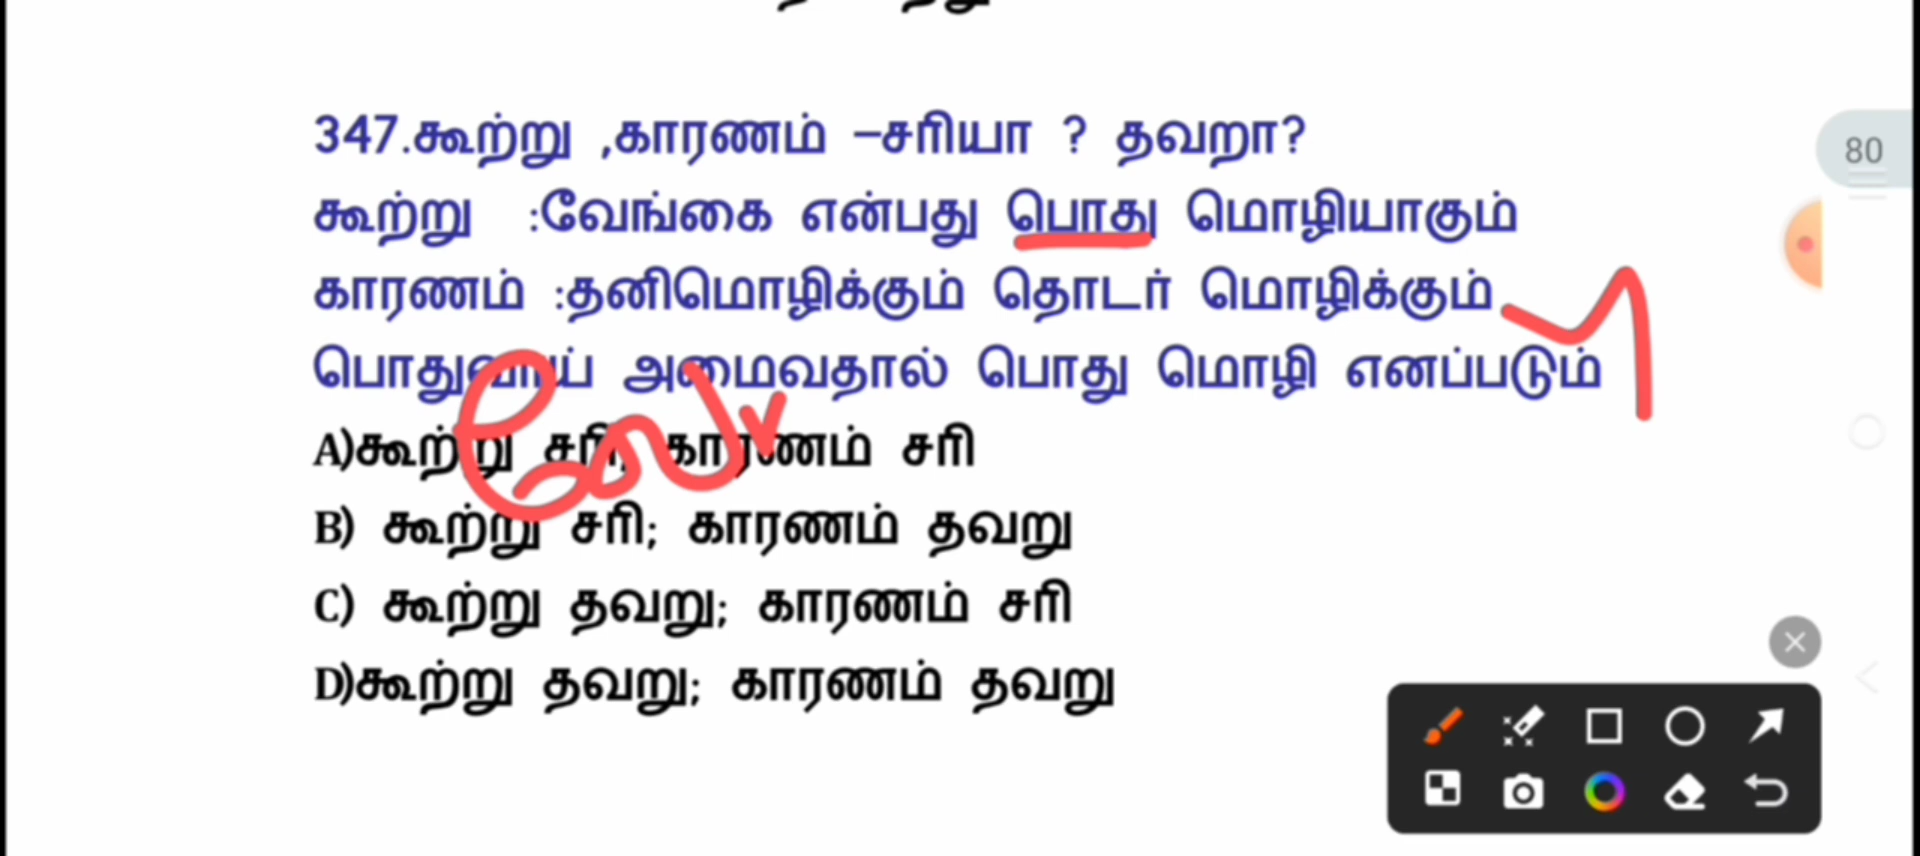 347.கூற்று ,காரணம் –சரியா ? தவறா?
கூற்று :வேங்கை என்பது பொது மொழியாகும்
காரணம் :தனிமொழிக்கும் தொடர் மொழிக்கும்
பொதுவாய் அமைவதால் பொது மொழி எனப்படும்
A)கூற்று சரி; காரணம் சரி
B) கூற்று சரி; காரணம் தவறு
C) கூற்று தவறு; காரணம் சரி
D)கூற்று தவறு; காரணம் தவறு
80